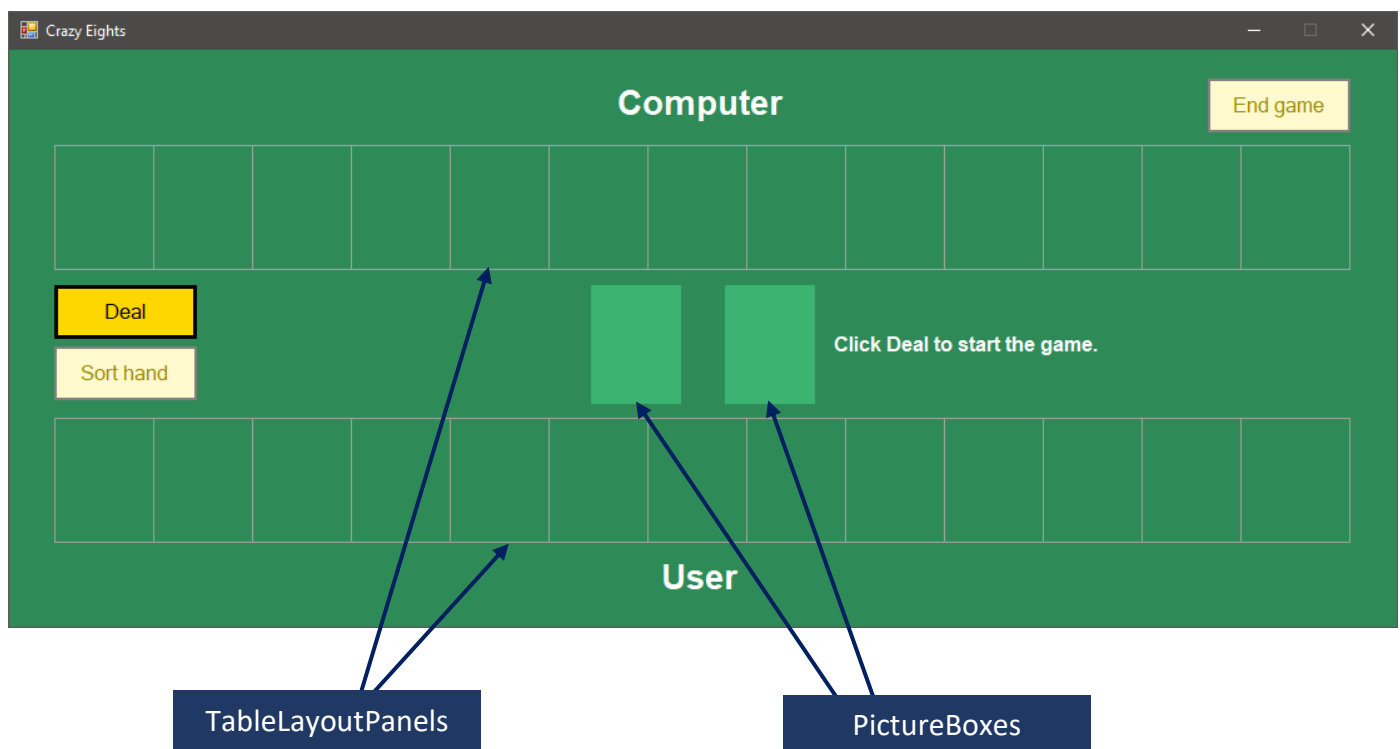 Crazy Eights
Computer
End game
Deal
Click Deal to start the game.
Sort hand
User
TableLayoutPanels
PictureBoxes